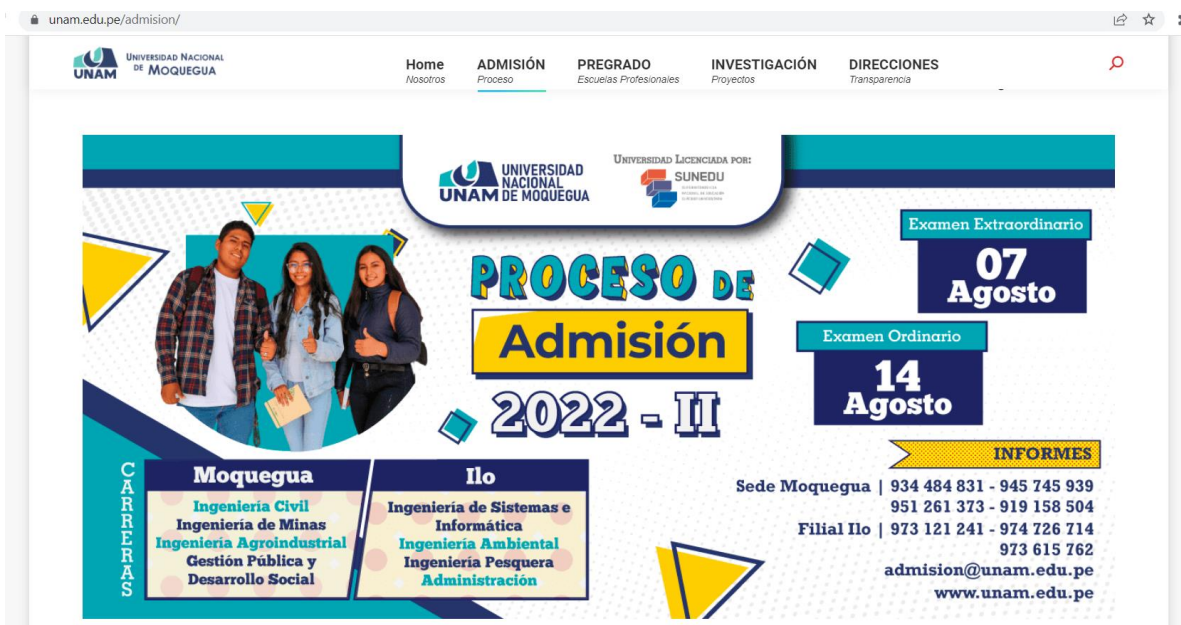 unam.edu.pe/admision/
UNAM
UNIVERSIDAD NACIONAL
DE MOQUEGUA
Home
Nosotros
ADMISIÓN
Proceso
PREGRADO
Escuelas Profesionales
INVESTIGACIÓN
Proyectos
DIRECCIONES
Transparencia
UNAM
UNIVERSIDAD
NACIONAL
DE MOQUEGUA
UNIVERSIDAD LICENCIADA POR:
SUNEDU
PROCESO DE
Admisión
2022 - II
Examen Extraordinario
07
Agosto
Examen Ordinario
14
Agosto
CARRERAS
Moquegua
Ingeniería Civil
Ingeniería de Minas
Ingeniería Agroindustrial
Gestión Pública y
Desarrollo Social
Ilo
Ingeniería de Sistemas e
Informática
Ingeniería Ambiental
Ingeniería Pesquera
Administración
INFORMES
Sede Moquegua | 934 484 831 - 945 745 939
951 261 373 - 919 158 504
Filial Ilo | 973 121 241 - 974 726 714
973 615 762
admision@unam.edu.pe
www.unam.edu.pe